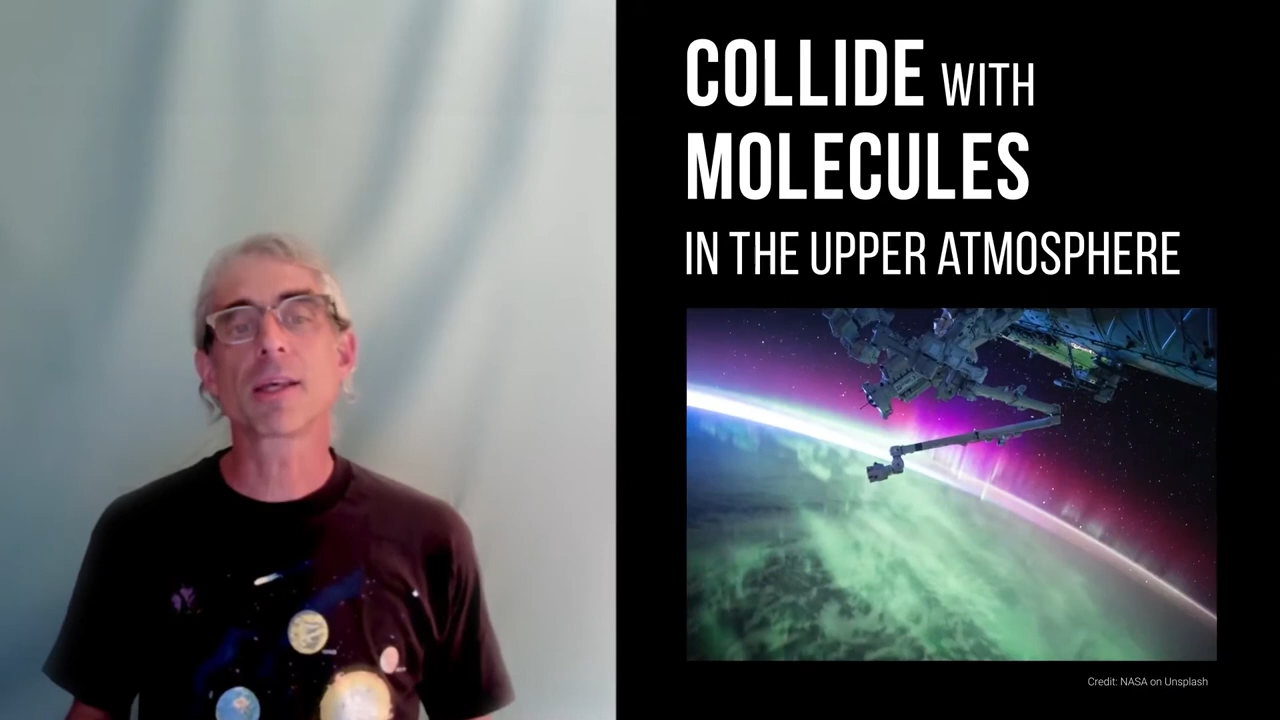 COLLIDE WITH
MOLECULES
IN THE UPPER ATMOSPHERE
Credit: NASA on Unsplash